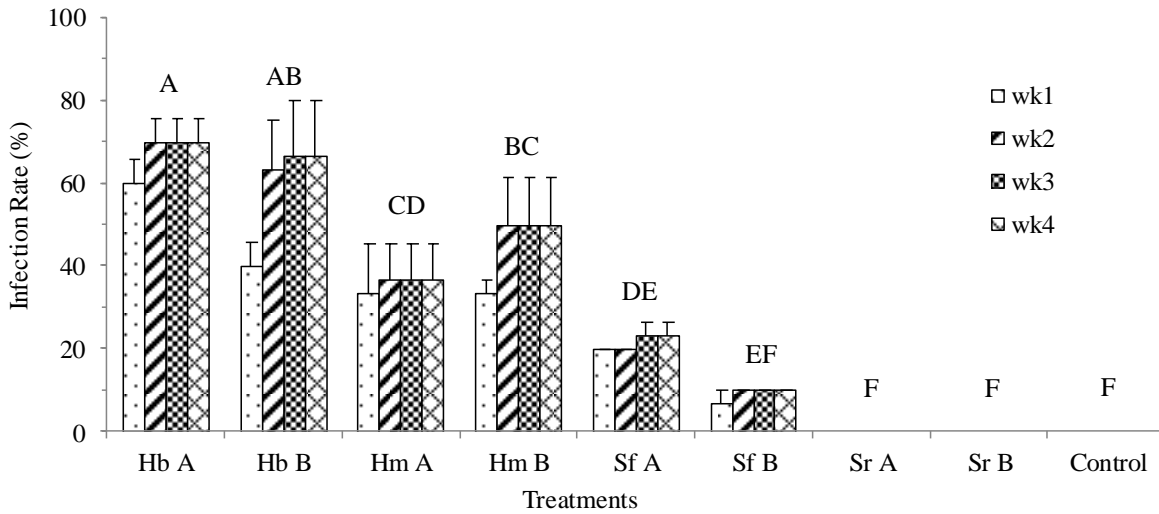 100
80
60
40
20
0
Infection Rate (%)
A
AB
CD
BC
DE
EF
F
F
F
wk1
wk2
wk3
wk4
Hb A
Hb B
Hm A
Hm B
Sf A
Sf B
Sr A
Sr B
Control
Treatments